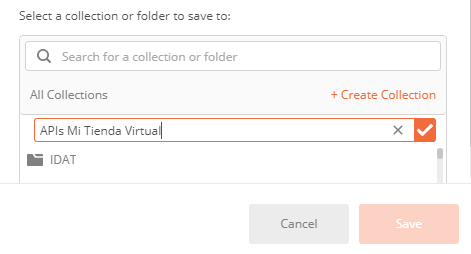 Select a collection or folder to save to:
Search for a collection or folder
All Collections + Create Collection
APIs Mi Tienda Virtual
IDAT
Cancel Save